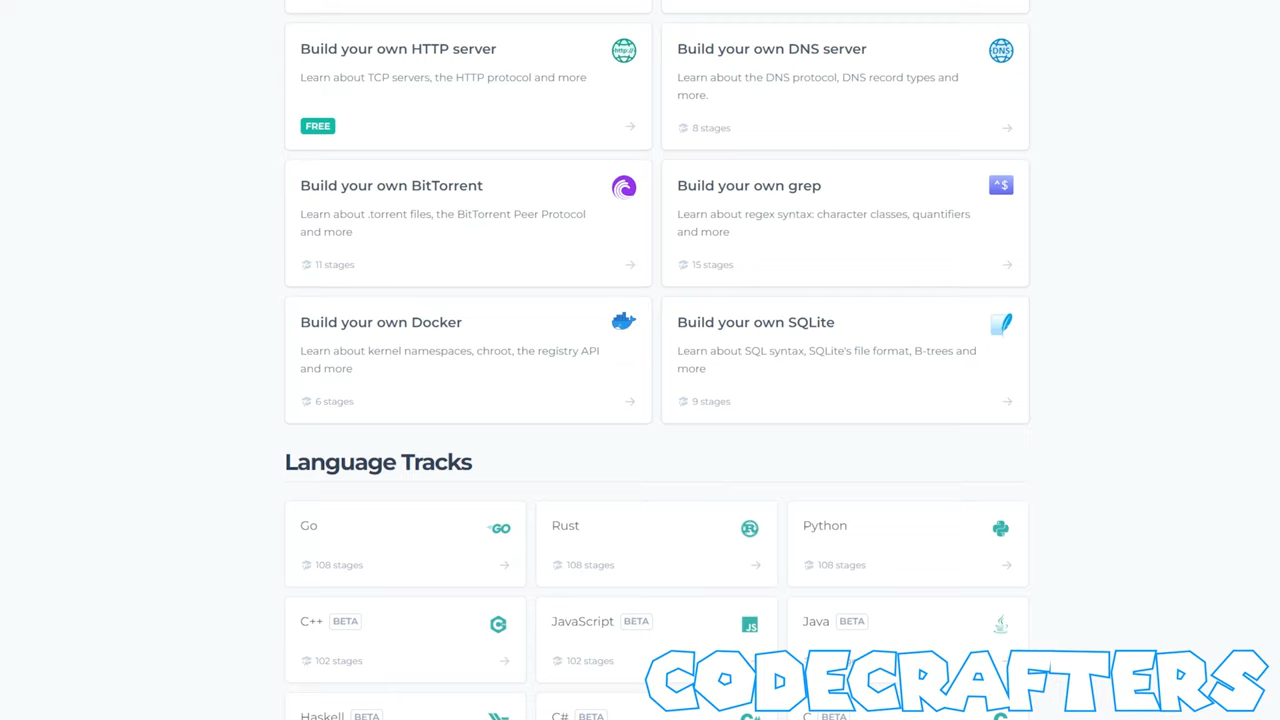 Build your own HTTP server
http://
Learn about TCP servers, the HTTP protocol and more
FREE
Build your own DNS server
DNS
Learn about the DNS protocol, DNS record types and
more.
8 stages
Build your own BitTorrent
Learn about .torrent files, the BitTorrent Peer Protocol
and more
11 stages
Build your own grep
^$
Learn about regex syntax: character classes, quantifiers
and more
15 stages
Build your own Docker
Learn about kernel namespaces, chroot, the registry API
and more
6 stages
Build your own SQLite
Learn about SQL syntax, SQLite's file format, B-trees and
more
9 stages
Language Tracks
Go
GO
108 stages
Rust
R
108 stages
Python
108 stages
C++ BETA
C
102 stages
JavaScript BETA
JS
102 stages
Java BETA
Haskell BETA
C# BETA
C BETA
CODECRAFTERS